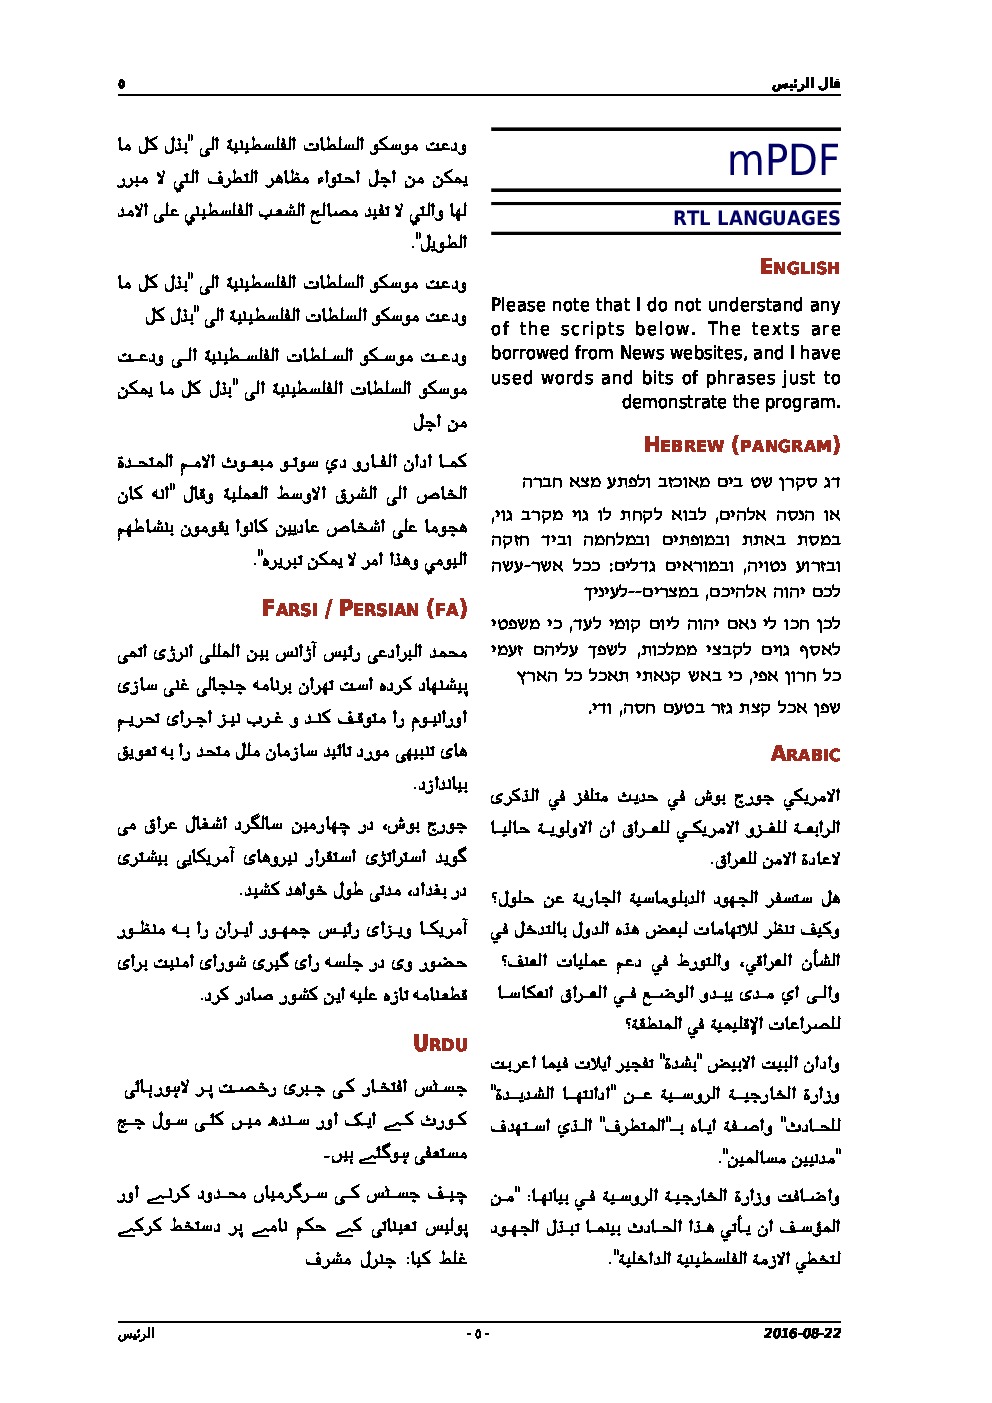 قال الرئيس
٥
mPDF
RTL LANGUAGES
ENGLISH
Please note that I do not understand any
of the scripts below. The texts are
borrowed from News websites, and I have
used words and bits of phrases just to
demonstrate the program.
HEBREW (PANGRAM)
דג סקרן שט בים מאוכזב ולפתע מצא חברה
או הנסה אלהים, לבוא לקחת לו גוי מקרב גוי,
במסת באתת ובמופתים ובמלחמה וביד חזקה
ובזרוע נטויה, ובמוראים גדלים: ככל אשר-עשה
לכם יהוה אלהיכם, במצרים--לעיניך
לכן חכו לי נאם יהוה ליום קומי לעד, כי משפטי
לאסף גוים לקבצי ממלכות, לשפך עליהם זעמי
כל חרון אפי, כי באש קנאתי תאכל כל הארץ
שפן אכל קצת גזר בטעם חסה, ודי.
ARABIC
الامريكي جورج بوش في حديث متلفز في الذكرى
الرابعة للغزو الامريكي للعراق ان الاولوية حاليا
لاعادة الامن للعراق.
هل ستسفر الجهود الدبلوماسية الجارية عن حلول؟
وكيف تنظر للاتهامات لبعض هذه الدول بالتدخل في
الشأن العراقي، والتورط في دعم عمليات العنف؟
والى اي مدى يبدو الوضع في العراق انعكاسا
للصراعات الإقليمية في المنطقة؟
وادان البيت الابيض "بشدة" تفجير ايلات فيما اعربت
وزارة الخارجية الروسية عن "ادانتها الشديدة"
للحادث" واصفة اياه بـ"المتطرف" الذي استهدف
"مدنيين مسالمين".
واضافت وزارة الخارجية الروسية في بيانها: "من
المؤسف ان يأتي هذا الحادث بينما تبذل الجهود
لتخطي الازمة الفلسطينية الداخلية".
ودعت موسكو السلطات الفلسطينية الى "بذل كل ما
يمكن من اجل احتواء مظاهر التطرف التي لا مبرر
لها والتي لا تفيد مصالح الشعب الفلسطيني على الامد
الطويل".
ودعت موسكو السلطات الفلسطينية الى "بذل كل ما
ودعت موسكو السلطات الفلسطينية الى "بذل كل
ودعت موسكو السلطات الفلسطينية الى ودعت
موسكو السلطات الفلسطينية الى "بذل كل ما يمكن
من اجل
كما ادان الفارو دي سوتو مبعوث الامم المتحدة
الخاص الى الشرق الاوسط العملية وقال "انه كان
هجوما على اشخاص عاديين كانوا يقومون بنشاطهم
اليومي وهذا امر لا يمكن تبريره".
FARSI / PERSIAN (FA)
محمد البرادعی رئیس آژانس بین المللی انرژی اتمی
پیشنهاد کرده است تهران برنامه جنجالی غنی سازی
اورانیوم را متوقف کند و غرب نیز اجرای تحریم
های تنبیهی مورد تائید سازمان ملل متحد را به تعویق
بیاندازد.
جورج بوش، در چهارمین سالگرد اشغال عراق می
گوید استراتژی استقرار نیروهای آمریکایی بیشتری
در بغداد، مدتی طول خواهد کشید.
آمریکا ویزای رئیس جمهور ایران را به منظور
حضور وی در جلسه رای گیری شورای امنیت برای
قطعنامه تازه علیه این کشور صادر کرد.
URDU
جسٹس افتخار کی جبری رخصت پر لاہورہائی
کورٹ کے ایک اور سندھ میں کئی سول جج
مستعفی ہوگئے ہیں۔
چیف جسٹس کی سرگرمیاں محدود کرنے اور
پولیس تعیناتی کے حکم نامے پر دستخط کرکے
غلط کیا: جنرل مشرف
2016-08-22
- ٥ -
الرئيس